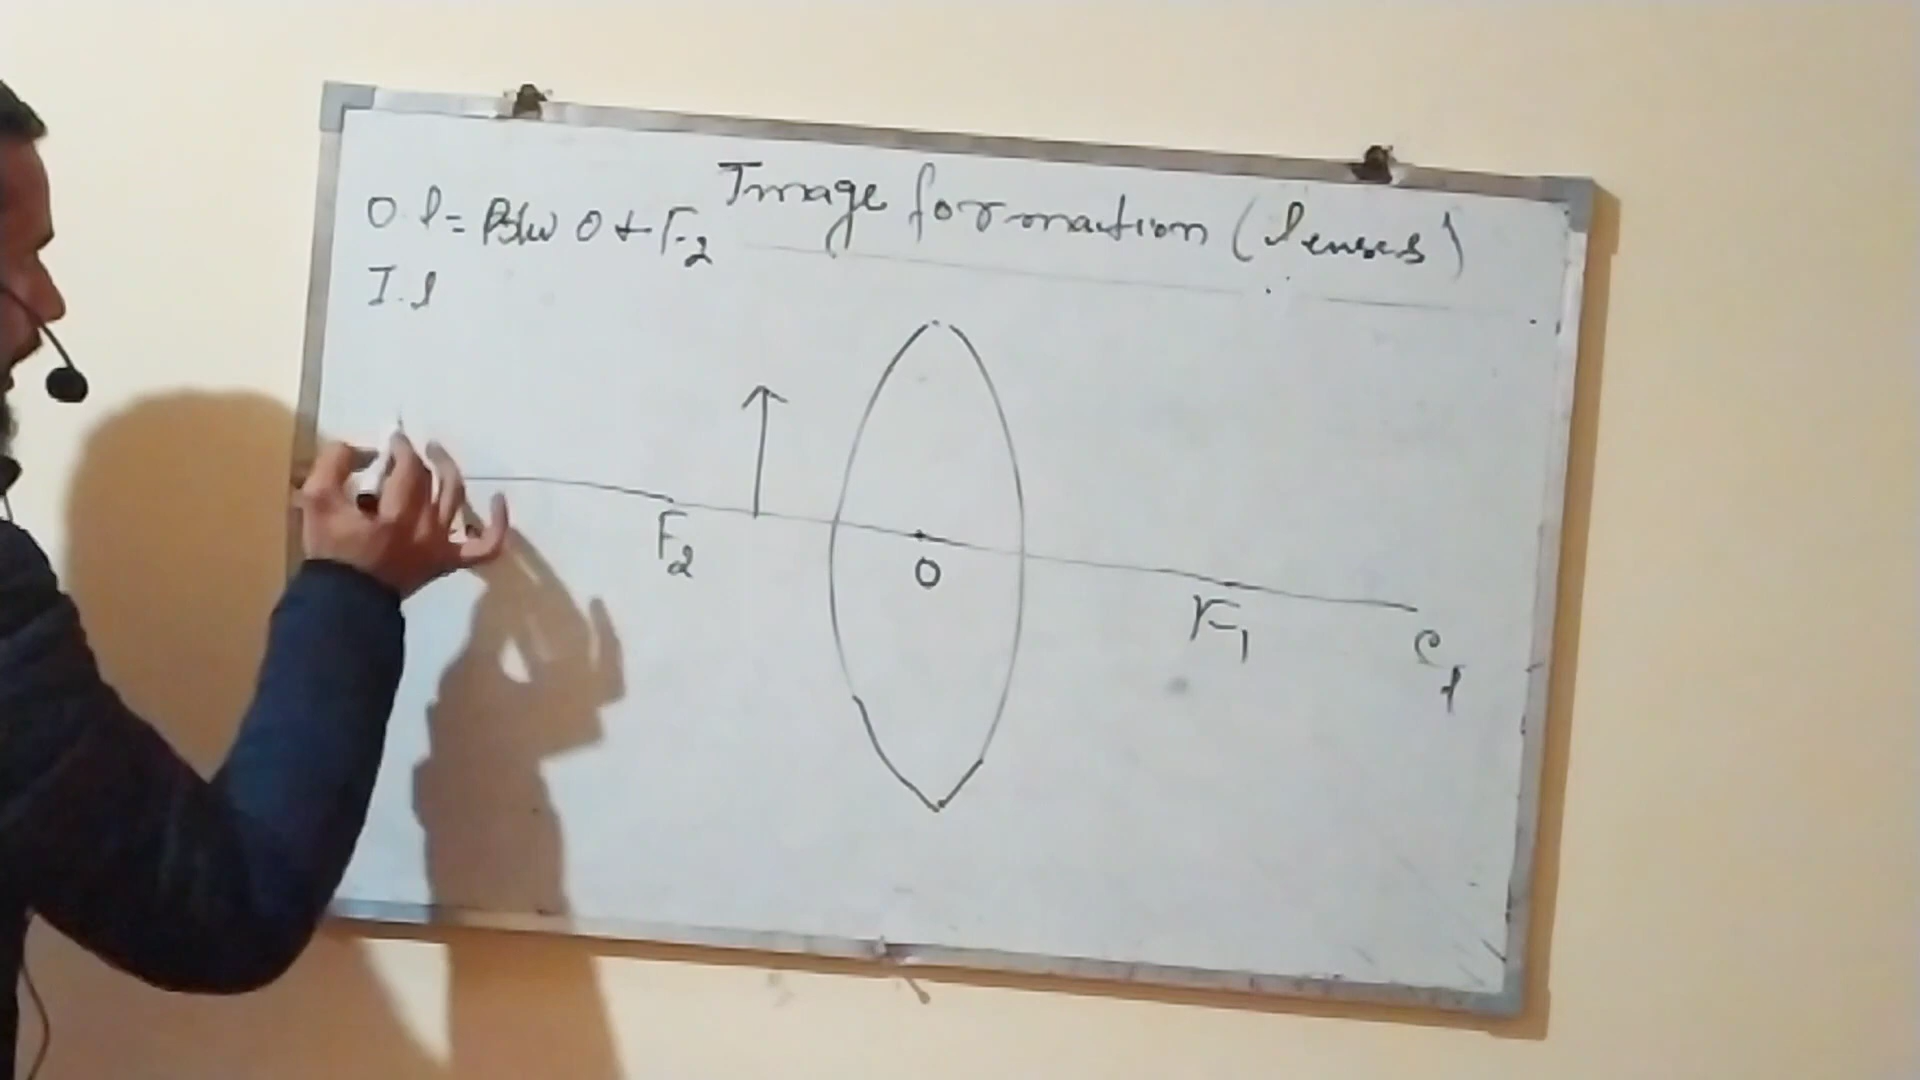 Image formation (lenses)
O.l = B/w O + F2
I.l
F2
O
F1
C1